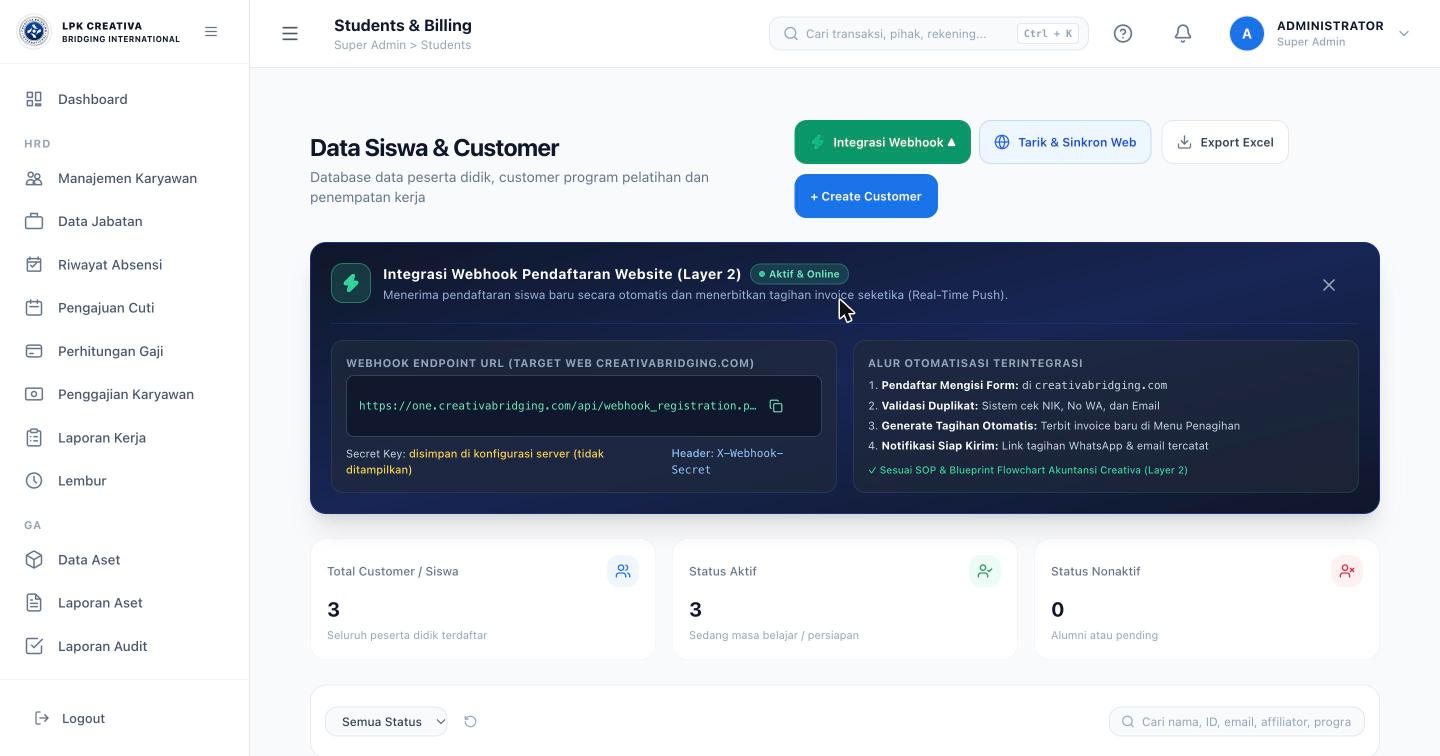 LPK CREATIVA
BRIDGING INTERNATIONAL
Dashboard
HRD
Manajemen Karyawan
Data Jabatan
Riwayat Absensi
Pengajuan Cuti
Perhitungan Gaji
Penggajian Karyawan
Laporan Kerja
Lembur
GA
Data Aset
Laporan Aset
Laporan Audit
Logout
Students & Billing
Super Admin > Students
Cari transaksi, pihak, rekening...
Ctrl + K
A
ADMINISTRATOR
Super Admin
Data Siswa & Customer
Database data peserta didik, customer program pelatihan dan
penempatan kerja
Integrasi Webhook ▲
Tarik & Sinkron Web
Export Excel
+ Create Customer
Integrasi Webhook Pendaftaran Website (Layer 2)
Aktif & Online
Menerima pendaftaran siswa baru secara otomatis dan menerbitkan tagihan invoice seketika (Real-Time Push).
WEBHOOK ENDPOINT URL (TARGET WEB CREATIVABRIDGING.COM)
https://one.creativabridging.com/api/webhook_registration.p…
Secret Key: disimpan di konfigurasi server (tidak
ditampilkan)
Header: X-Webhook-
Secret
ALUR OTOMATISASI TERINTEGRASI
1. Pendaftar Mengisi Form: di creativabridging.com
2. Validasi Duplikat: Sistem cek NIK, No WA, dan Email
3. Generate Tagihan Otomatis: Terbit invoice baru di Menu Penagihan
4. Notifikasi Siap Kirim: Link tagihan WhatsApp & email tercatat
✓ Sesuai SOP & Blueprint Flowchart Akuntansi Creativa (Layer 2)
Total Customer / Siswa
3
Seluruh peserta didik terdaftar
Status Aktif
3
Sedang masa belajar / persiapan
Status Nonaktif
0
Alumni atau pending
Semua Status
Cari nama, ID, email, affiliator, progra